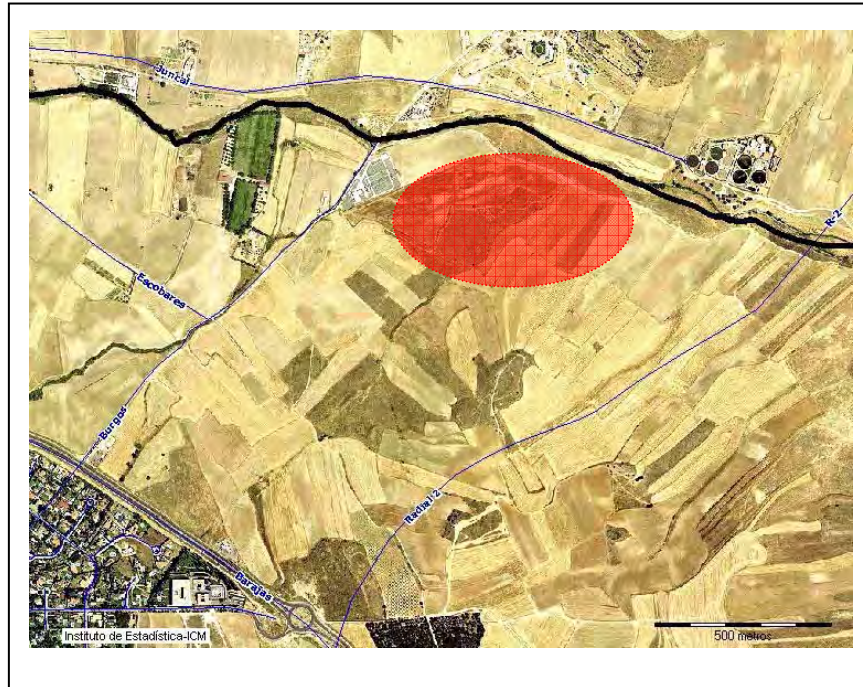 Juncal
R-2
Escobares
Burgos
Radial 2
Barajas
Instituto de Estadística-ICM
500 metros